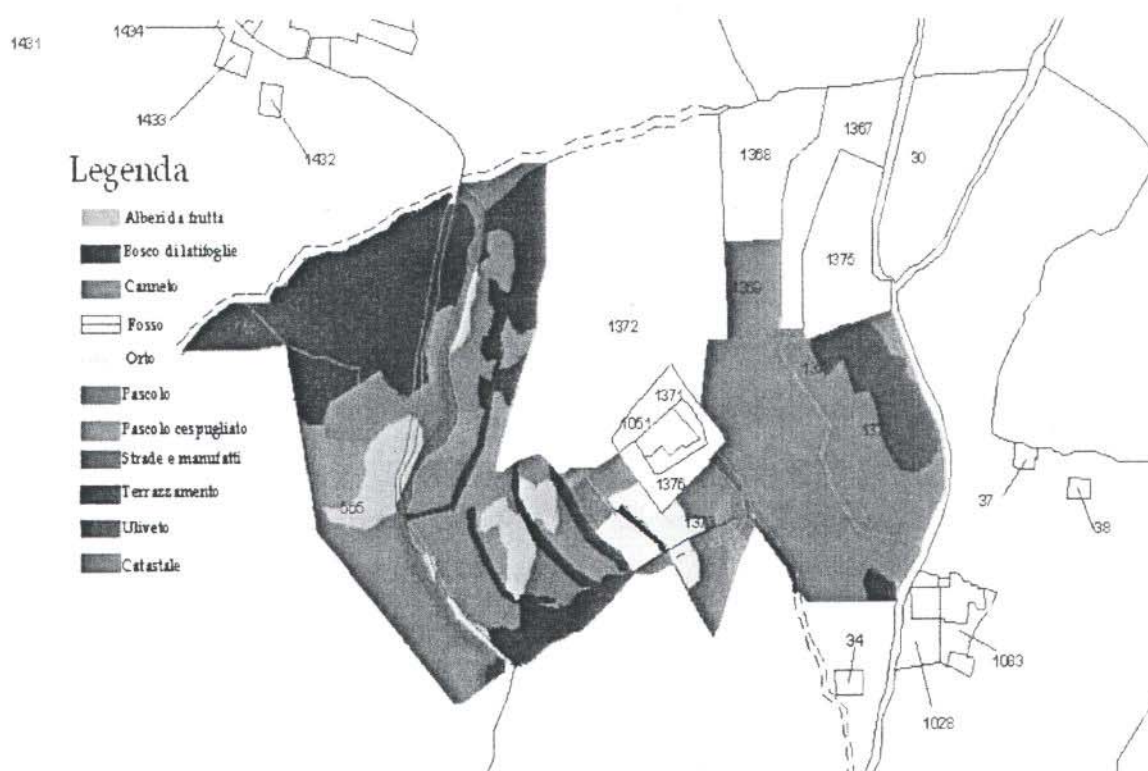 1431
1434
1433
1432
Legenda
Alberi da frutta
Bosco di latifoglie
Canneto
Fosso
Orto
Pascolo
Pascolo cespugliato
Strade e manufatti
Terrazzamento
Uliveto
Catastale
1368
1367
30
1375
1369
1372
1371
1051
1376
37
38
34
1083
1028